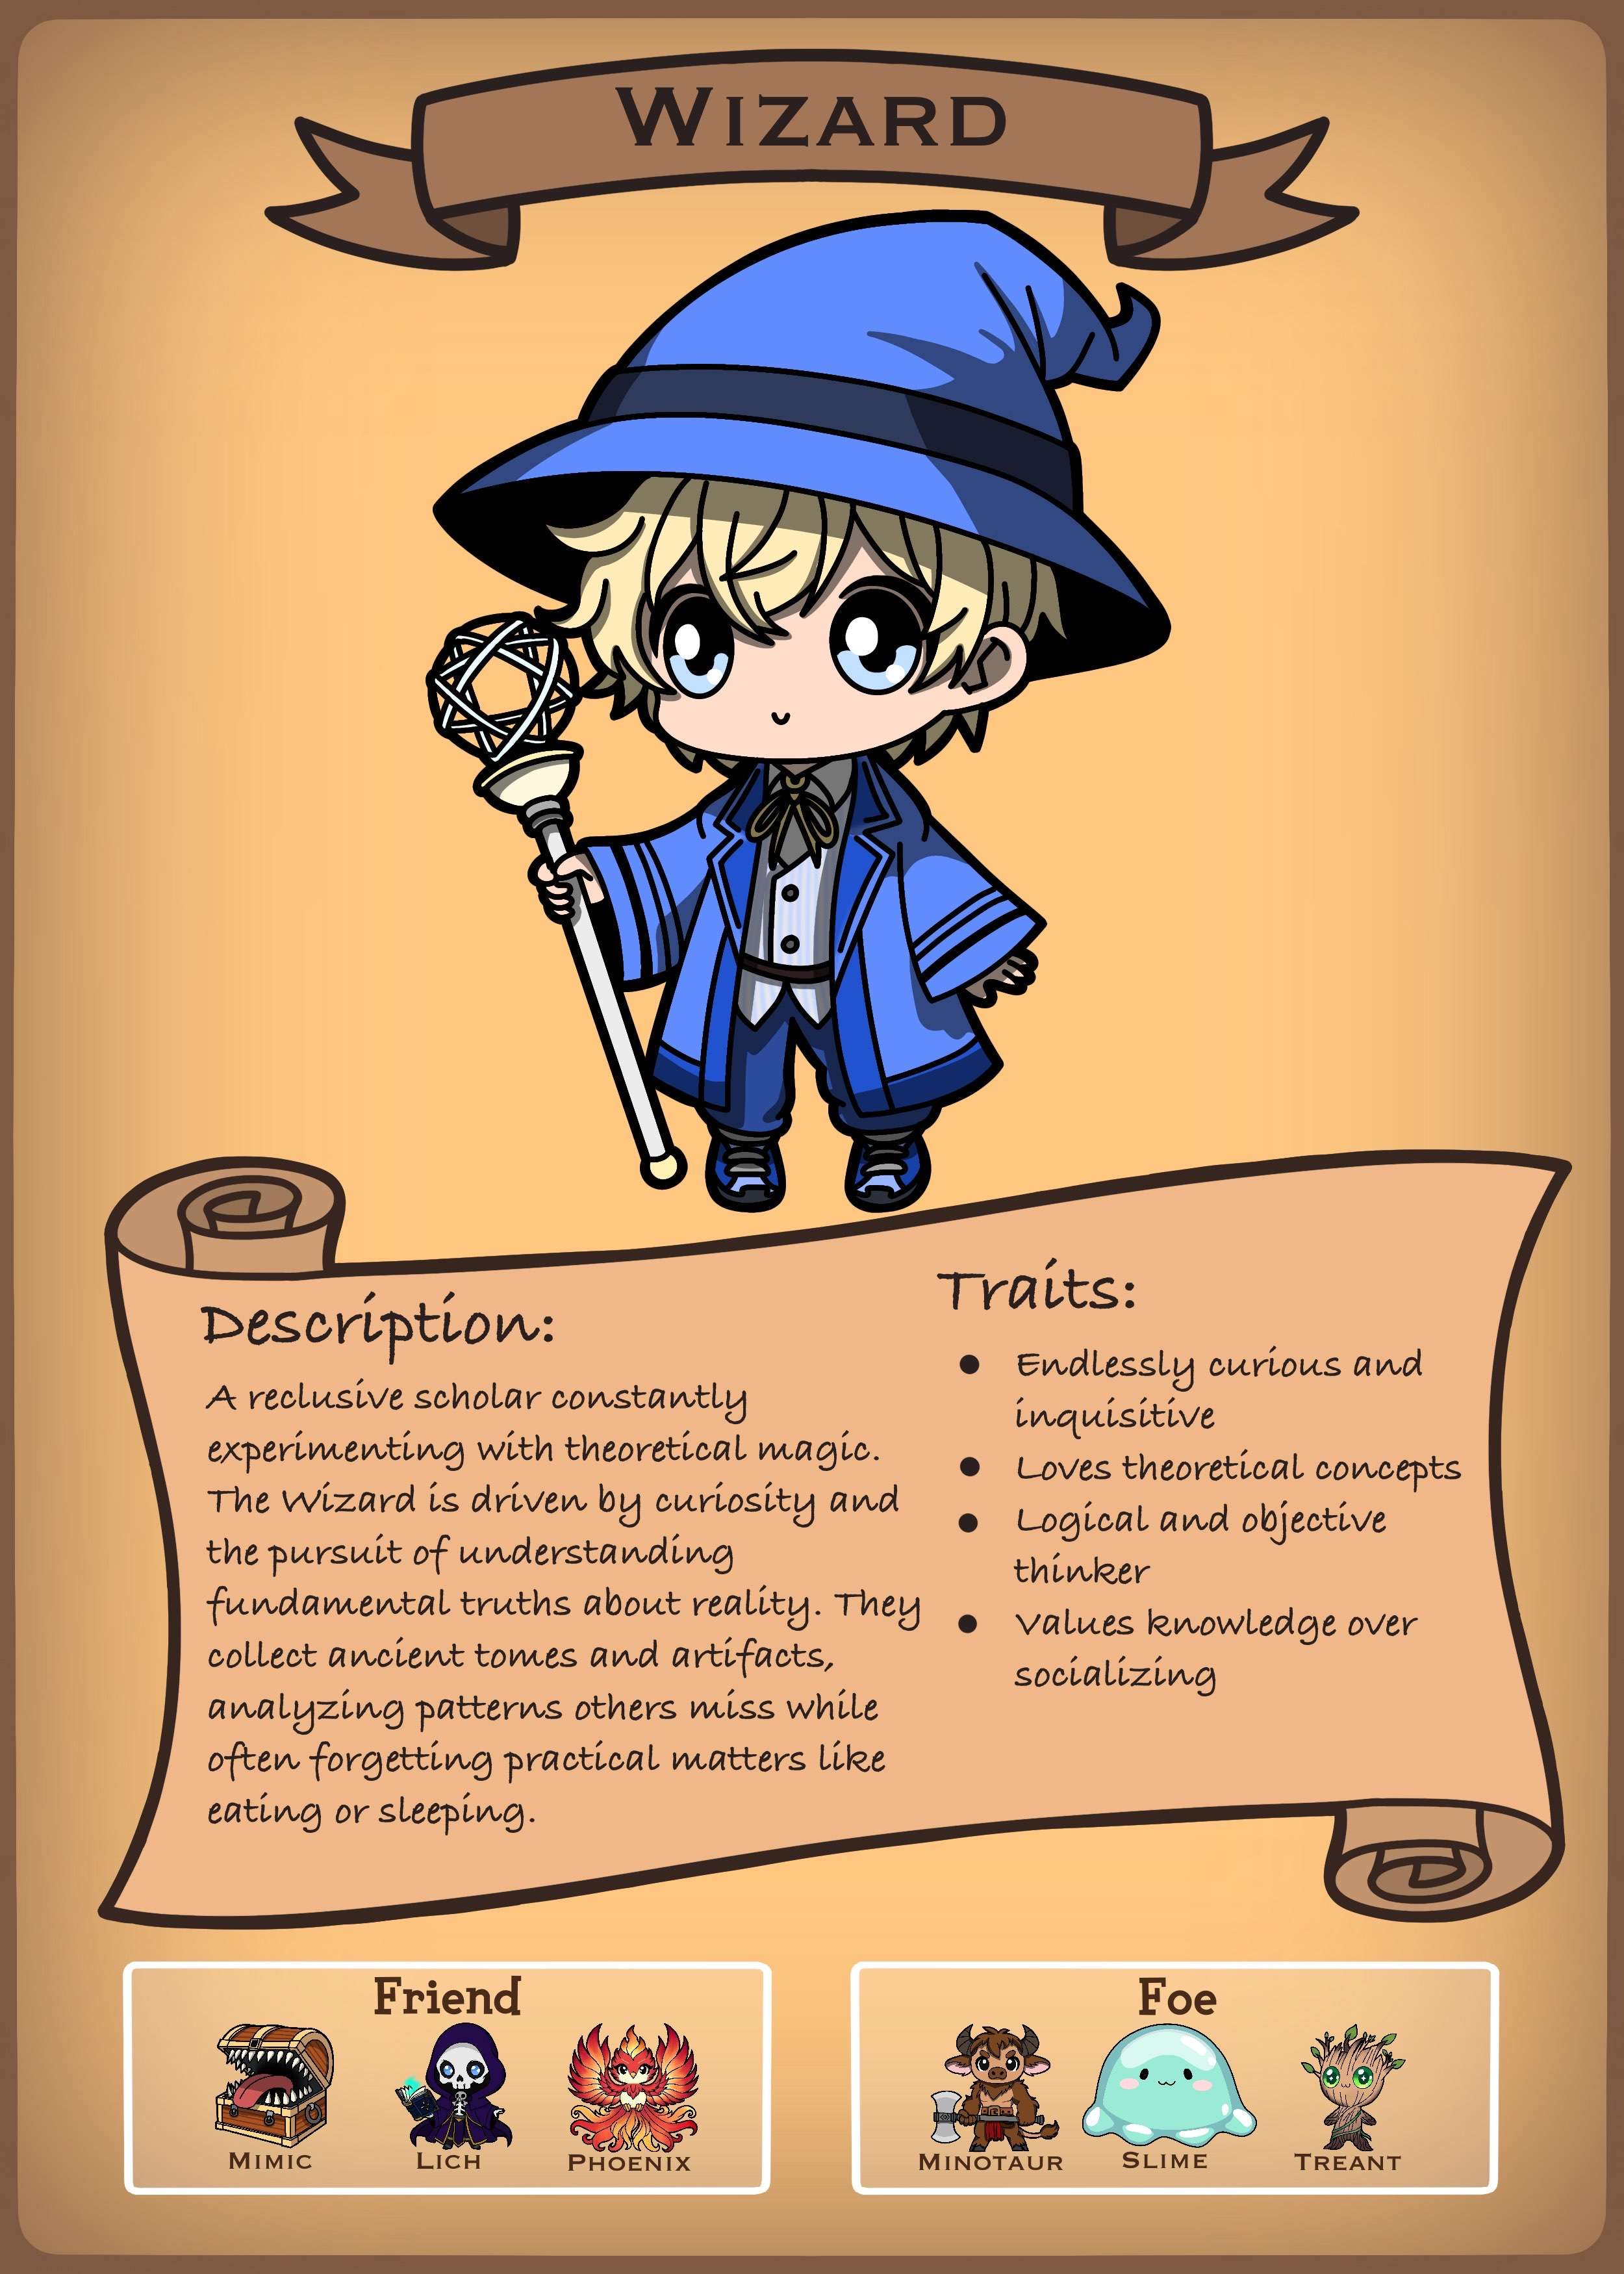 Wizard
Description:
A reclusive scholar constantly
experimenting with theoretical magic.
The Wizard is driven by curiosity and
the pursuit of understanding
fundamental truths about reality. They
collect ancient tomes and artifacts,
analyzing patterns others miss while
often forgetting practical matters like
eating or sleeping.
Traits:
● Endlessly curious and
inquisitive
● Loves theoretical concepts
● Logical and objective
thinker
● Values knowledge over
socializing
Friend
Mimic
Lich
Phoenix
Foe
Minotaur
Slime
Treant